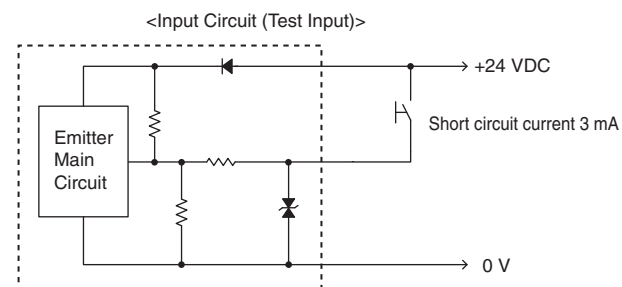 <Input Circuit (Test Input)>
+24 VDC
Short circuit current 3 mA
Emitter
Main
Circuit
0 V